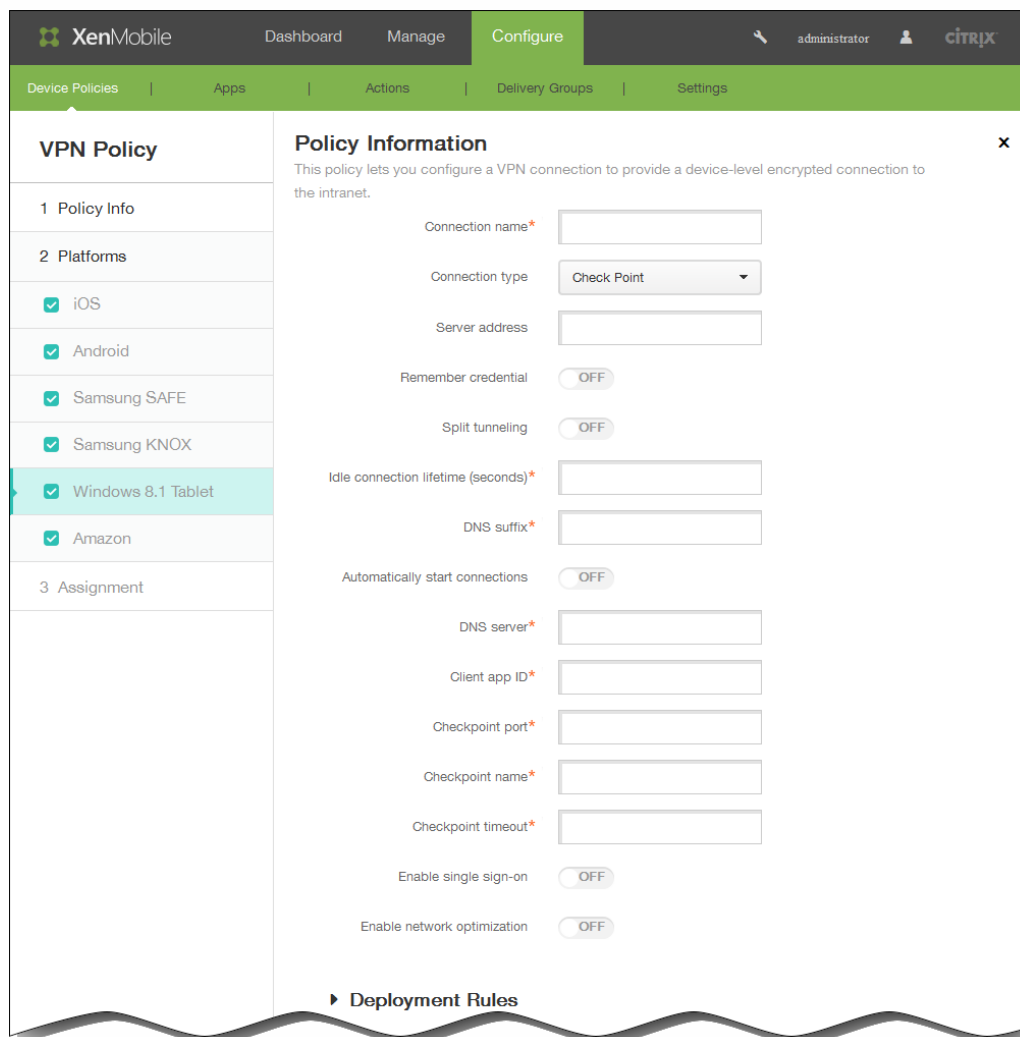 XenMobile Dashboard Manage Configure administrator CİTRIX
Device Policies | Apps | Actions | Delivery Groups | Settings
VPN Policy
1 Policy Info
2 Platforms
iOS
Android
Samsung SAFE
Samsung KNOX
Windows 8.1 Tablet
Amazon
3 Assignment
Policy Information
x
This policy lets you configure a VPN connection to provide a device-level encrypted connection to
the intranet.
Connection name*
Connection type Check Point
Server address
Remember credential OFF
Split tunneling OFF
Idle connection lifetime (seconds)*
DNS suffix*
Automatically start connections OFF
DNS server*
Client app ID*
Checkpoint port*
Checkpoint name*
Checkpoint timeout*
Enable single sign-on OFF
Enable network optimization OFF
Deployment Rules